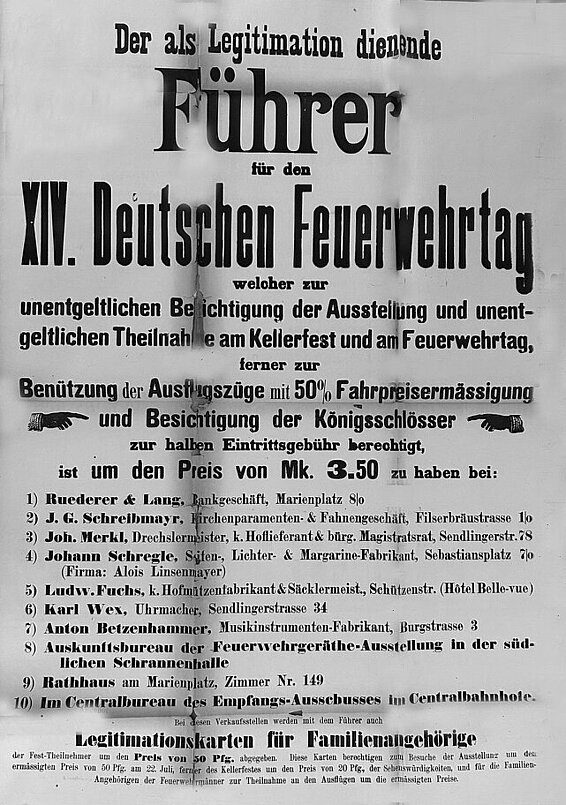 Der als Legitimation dienende
Führer
für den
XIV. Deutschen Feuerwehrtag
welcher zur
unentgeltlichen Besichtigung der Ausstellung und unent-
geltlichen Theilnahme am Kellerfest und am Feuerwehrtag,
ferner zur
Benützung der Ausflugszüge mit 50% Fahrpreisermässigung
und Besichtigung der Königsschlösser
zur halben Eintrittsgebühr berechtigt,
ist um den Preis von Mk. 3.50 zu haben bei:
1) Ruederer & Lang, Bankgeschäft, Marienplatz 8|o
2) J. G. Schreibmayr, Kirchenparamenten- & Fahnengeschäft, Filserbräustrasse 1|o
3) Joh. Merkl, Drechslermeister, k. Hoflieferant & bürg. Magistratsrat, Sendlingerstr. 78
4) Johann Schregle, Seifen-, Lichter- & Margarine-Fabrikant, Sebastiansplatz 7|o
(Firma: Alois Linsenmayer)
5) Ludw. Fuchs, k. Hofmützenfabrikant & Säcklermeist., Schützenstr. (Hôtel Belle-vue)
6) Karl Wex, Uhrmacher, Sendlingerstrasse 34
7) Anton Betzenhammer, Musikinstrumenten-Fabrikant, Burgstrasse 3
8) Auskunftsbureau der Feuerwehrgeräthe-Ausstellung in der süd-
lichen Schrannenhalle
9) Rathhaus am Marienplatz, Zimmer Nr. 149
10) Im Centralbureau des Empfangs-Ausschusses im Centralbahnhofe.
Bei diesen Verkaufsstellen werden mit dem Führer auch
Legitimationskarten für Familienangehörige
der Fest-Theilnehmer um den Preis von 50 Pfg. abgegeben. Diese Karten berechtigen zum Besuche der Ausstellung um den
ermässigten Preis von 50 Pfg. am 22. Juli, ferner des Kellerfestes um den Preis von 20 Pfg., der Sehenswürdigkeiten, und für die Familien-
Angehörigen der Feuerwehrmänner zur Theilnahme an den Ausflügen um die ermässigten Preise.